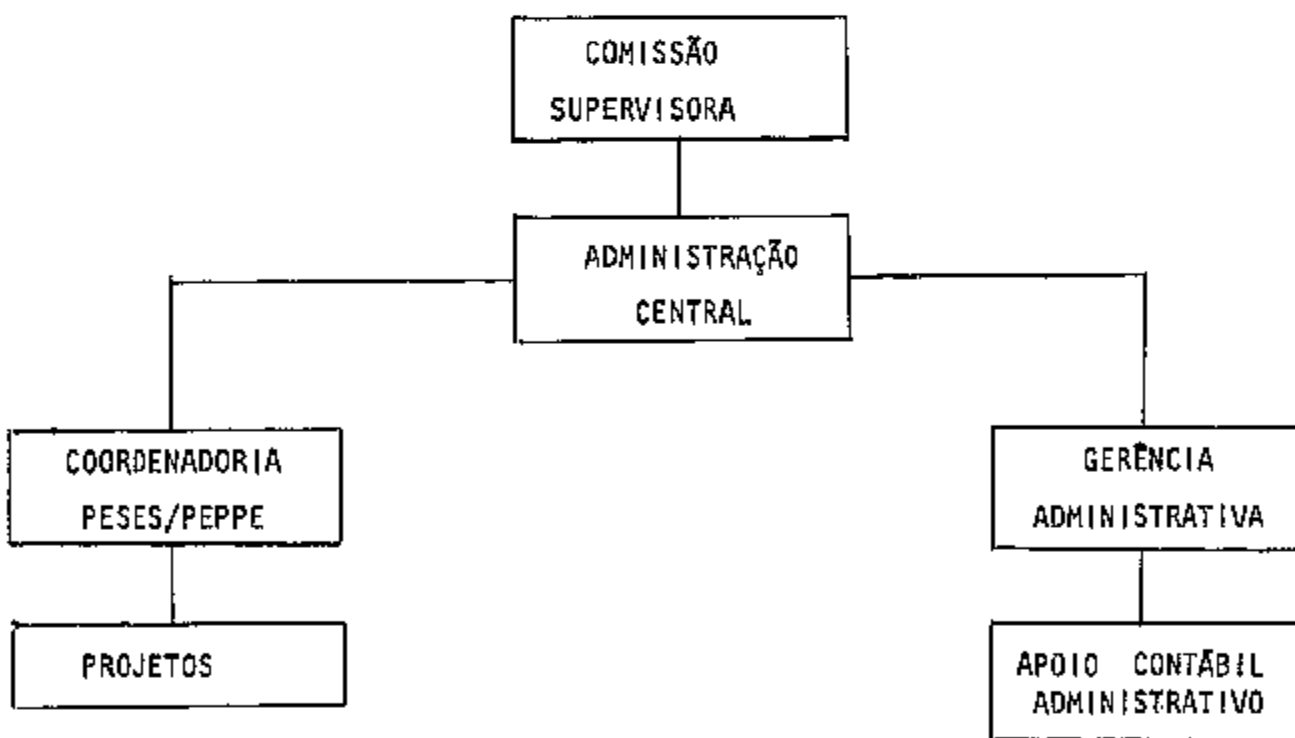 COMISSÃO
SUPERVISORA
ADMINISTRAÇÃO
CENTRAL
COORDENADORIA
PESES/PEPPE
GERÊNCIA
ADMINISTRATIVA
PROJETOS
APOIO CONTÁBIL
ADMINISTRATIVO